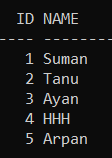 ID NAME
---- ---------
1 Suman
2 Tanu
3 Ayan
4 HHH
5 Arpan